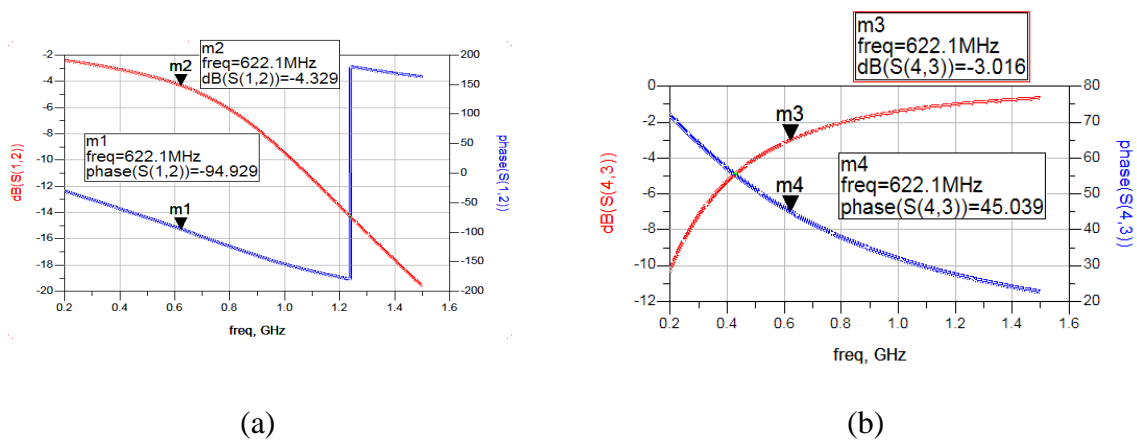 m2
freq=622.1MHz
dB(S(1,2))=-4.329
m2
m1
freq=622.1MHz
phase(S(1,2))=-94.929
m1
-2
-4
-6
-8
-10
-12
-14
-16
-18
-20
200
150
100
50
0
-50
-100
-150
-200
0.2
0.4
0.6
0.8
1.0
1.2
1.4
1.6
dB(S(1,2))
phase(S(1,2))
freq, GHz
(a)
m3
freq=622.1MHz
dB(S(4,3))=-3.016
m3
m4
m4
freq=622.1MHz
phase(S(4,3))=45.039
0
-2
-4
-6
-8
-10
-12
80
70
60
50
40
30
20
0.2
0.4
0.6
0.8
1.0
1.2
1.4
1.6
dB(S(4,3))
phase(S(4,3))
freq, GHz
(b)